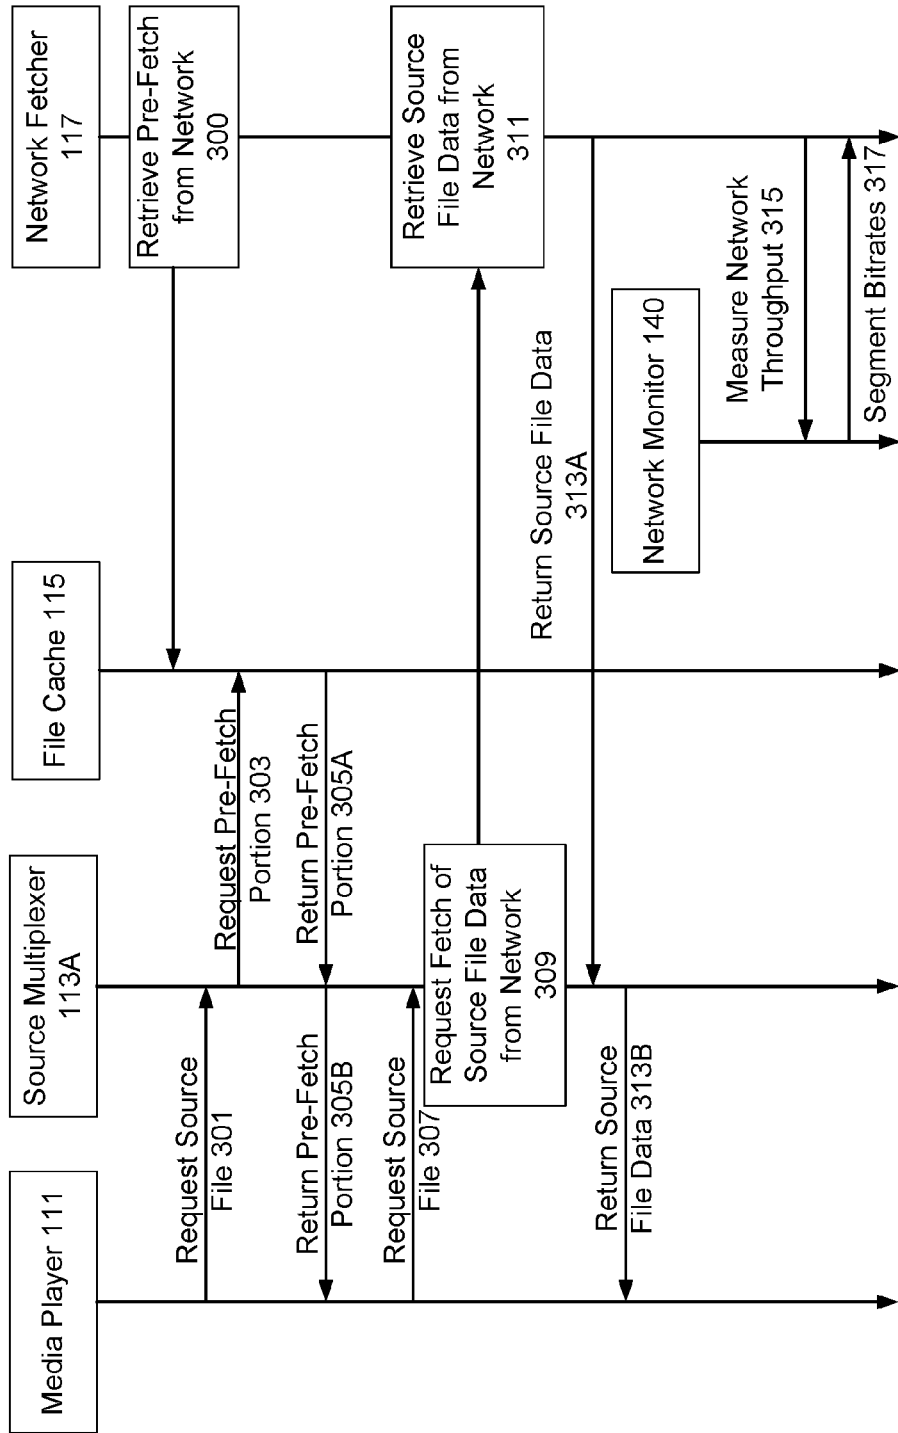 Media Player 111
Source Multiplexer
113A
File Cache 115
Network Fetcher
117
Retrieve Pre-Fetch
from Network
300
Request Source
File 301
Request Pre-Fetch
Portion 303
Return Pre-Fetch
Portion 305A
Return Pre-Fetch
Portion 305B
Request Source
File 307
Request Fetch of
Source File Data
from Network
309
Retrieve Source
File Data from
Network
311
Return Source File Data
313A
Return Source
File Data 313B
Network Monitor 140
Measure Network
Throughput 315
Segment Bitrates 317